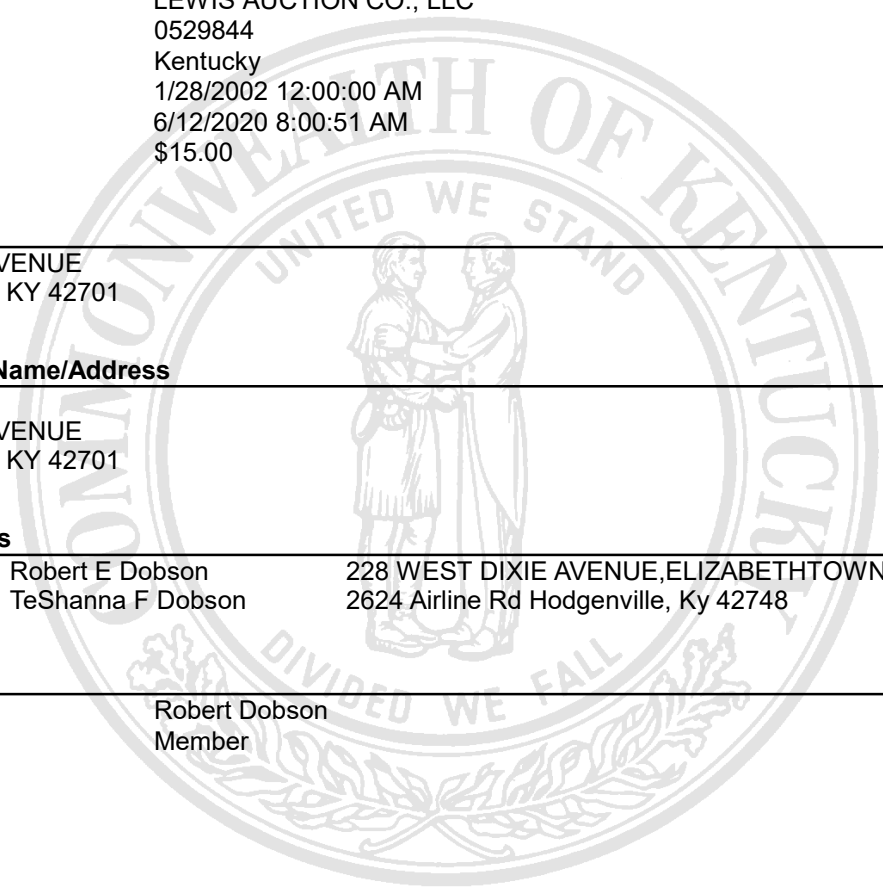 LEWIS AUCTION CO., LLC
0529844
Kentucky
1/28/2002 12:00:00 AM
6/12/2020 8:00:51 AM
$15.00
VENUE
KY 42701
Name/Address
VENUE
KY 42701
s
Robert E Dobson 228 WEST DIXIE AVENUE,ELIZABETHTOWN
TeShanna F Dobson 2624 Airline Rd Hodgenville, Ky 42748
Robert Dobson
Member
COMMONWEALTH OF KENTUCKY
UNITED WE STAND
DIVIDED WE FALL